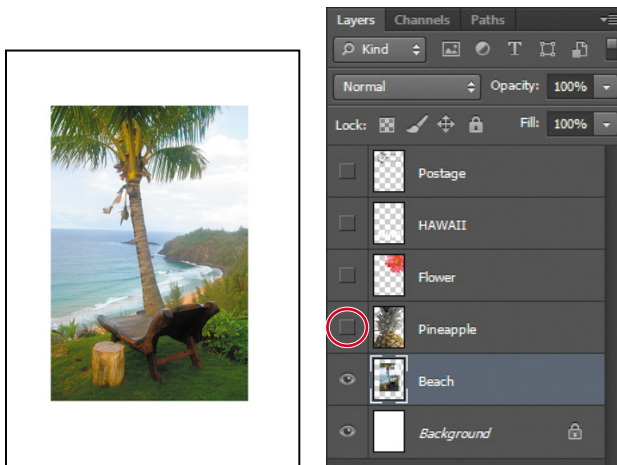 Layers Channels Paths
Kind T
Normal Opacity: 100%
Lock: Fill: 100%
Postage
HAWAII
Flower
Pineapple
Beach
Background